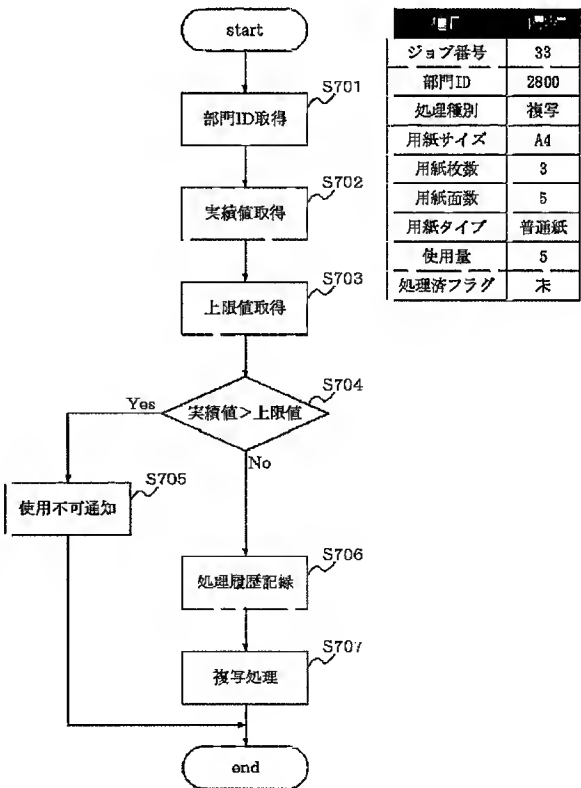 start
S701
部門ID取得
S702
実績値取得
S703
上限値取得
S704
実績値>上限値
Yes
No
S705
使用不可通知
S706
処理履歴記録
S707
複写処理
end
ジョブ番号 33
部門ID 2800
処理種別 複写
用紙サイズ A4
用紙枚数 3
用紙面数 5
用紙タイプ 普通紙
使用量 5
処理済フラグ 未